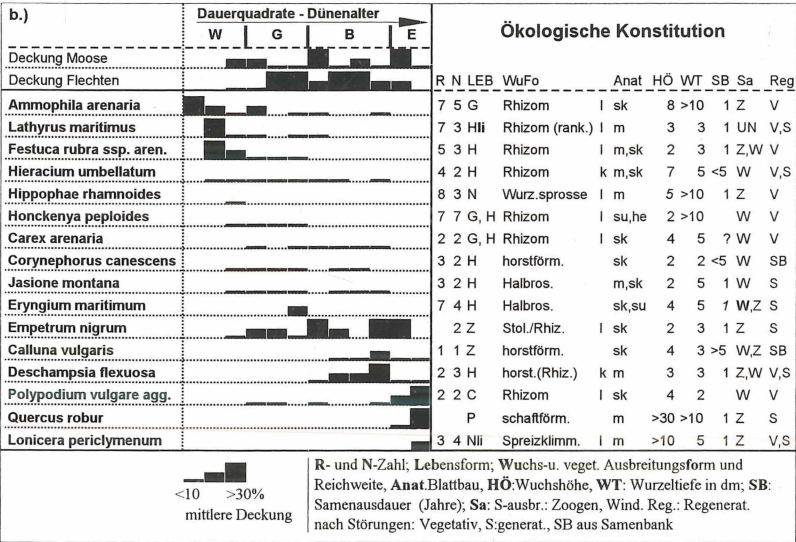 b.) Dauerquadrate - Dünenalter Ökologische Konstitution
W G B E
Deckung Moose
Deckung Flechten R N LEB WuFo Anat HÖ WT SB Sa Reg
Ammophila arenaria 7 5 G Rhizom l sk 8 >10 1 Z V
Lathyrus maritimus 7 3 Hli Rhizom (rank.) l m 3 3 1 UN V,S
Festuca rubra ssp. aren. 5 3 H Rhizom l m,sk 2 3 1 Z,W V
Hieracium umbellatum 4 2 H Rhizom k m,sk 7 5 <5 W V,S
Hippophae rhamnoides 8 3 N Wurz.sprosse l m 5 >10 1 Z V
Honckenya peploides 7 7 G, H Rhizom l su,he 2 >10 W V
Carex arenaria 2 2 G, H Rhizom l sk 4 5 ? W V
Corynephorus canescens 3 2 H horstförm. sk 2 2 <5 W SB
Jasione montana 3 2 H Halbros. m,sk 2 5 1 W S
Eryngium maritimum 7 4 H Halbros. sk,su 4 5 1 W,Z S
Empetrum nigrum 2 Z Stol./Rhiz. l sk 2 3 1 Z S
Calluna vulgaris 1 1 Z horstförm. sk 4 3 >5 W,Z SB
Deschampsia flexuosa 2 3 H horst.(Rhiz.) k m 3 3 1 Z,W V,S
Polypodium vulgare agg. 2 2 C Rhizom l sk 4 2 W V
Quercus robur P schaftförm. m >30 >10 1 Z S
Lonicera periclymenum 3 4 Nli Spreizklimm. l m >10 5 1 Z V,S
<10 >30%
mittlere Deckung
R- und N-Zahl; Lebensform; Wuchs-u. veget. Ausbreitungsform und
Reichweite, Anat.Blattbau, HÖ:Wuchshöhe, WT: Wurzeltiefe in dm; SB:
Samenausdauer (Jahre); Sa: S-ausbr.: Zoogen, Wind. Reg.: Regenerat.
nach Störungen: Vegetativ, S:generat., SB aus Samenbank